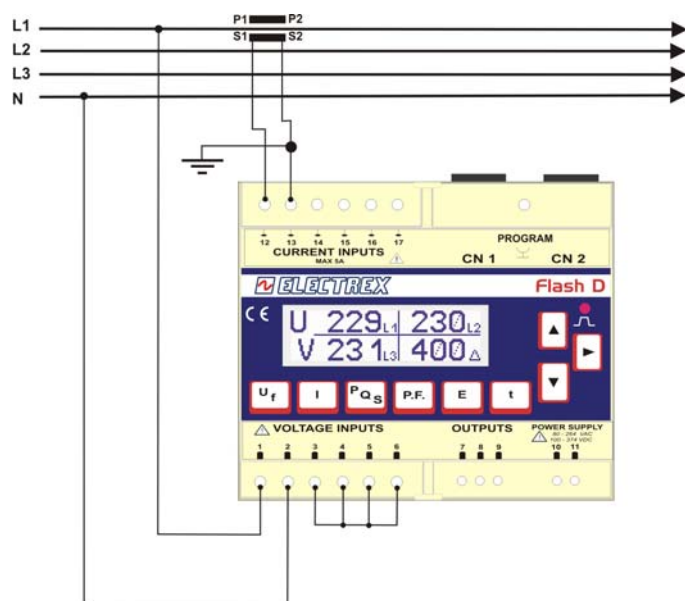 P1 P2
L1
S1 S2
L2
L3
N
12 13 14 15 16 17
CURRENT INPUTS
MAX 5A
PROGRAM
CN 1 CN 2
ELECTREX Flash D
CE
U 229 L1 230 L2
V 231 L3 400 Δ
Uf I PQS P.F. E t
VOLTAGE INPUTS OUTPUTS POWER SUPPLY
VAC
VDC
1 2 3 4 5 6 7 8 9 10 11